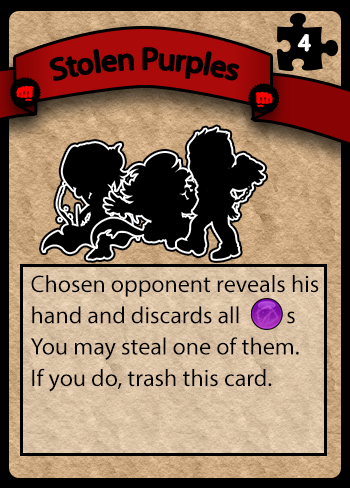 4
Stolen Purples
Chosen opponent reveals his
hand and discards all s
You may steal one of them.
If you do, trash this card.